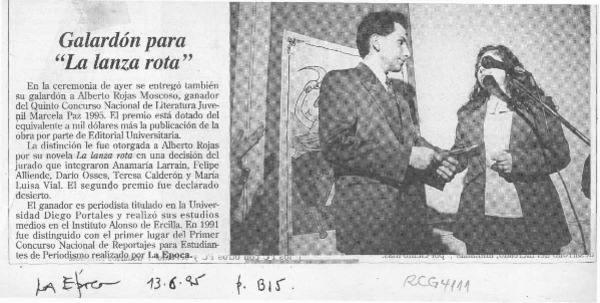 Galardón para
"La lanza rota"
En la ceremonia de ayer se entregó también
su galardón a Alberto Rojas Moscoso, ganador
del Quinto Concurso Nacional de Literatura Juve-
nil Marcela Paz 1995. El premio está dotado del
equivalente a mil dólares más la publicación de la
obra por parte de Editorial Universitaria.
La distinción le fue otorgada a Alberto Rojas
por su novela La lanza rota en una decisión del
jurado que integraron Anamaría Larraín, Felipe
Alliende, Darío Osses, Teresa Calderón y María
Luisa Vial. El segundo premio fue declarado
desierto.
El ganador es periodista titulado en la Univer-
sidad Diego Portales y realizó sus estudios
medios en el Instituto Alonso de Ercilla. En 1991
fue distinguido con el primer lugar del Primer
Concurso Nacional de Reportajes para Estudian-
tes de Periodismo realizado por La Epoca.
La Epoca 13.6.95 p. B15. RCG4111